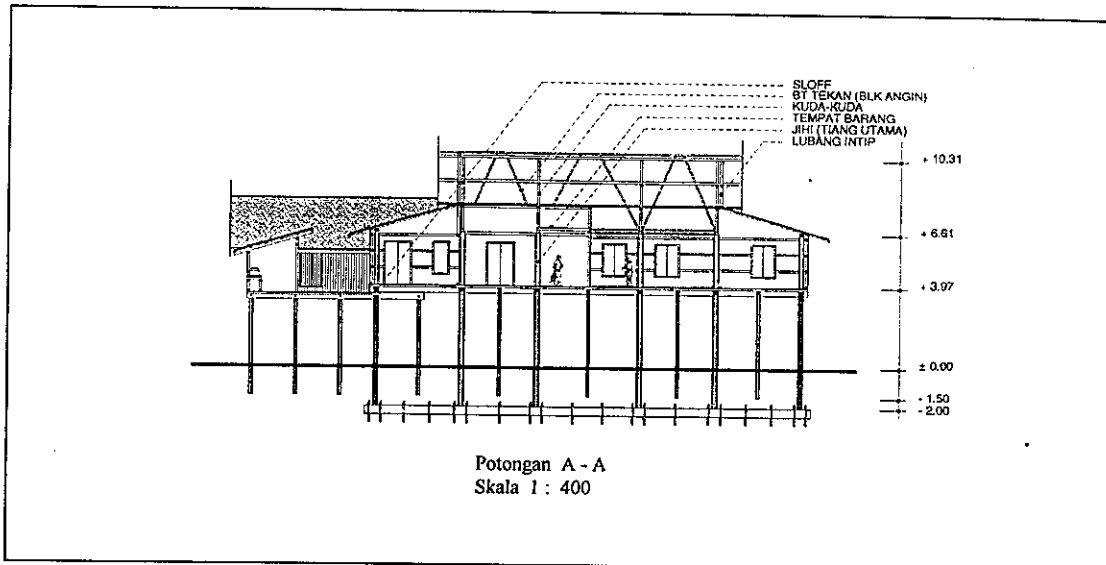 SLOFF
BT TEKAN (BLK ANGIN)
KUDA-KUDA
TEMPAT BARANG
JIHI (TIANG UTAMA)
LUBANG INTIP
+ 10.31
+ 6.61
+ 3.97
± 0.00
- 1.50
- 2.00
Potongan A - A
Skala 1 : 400